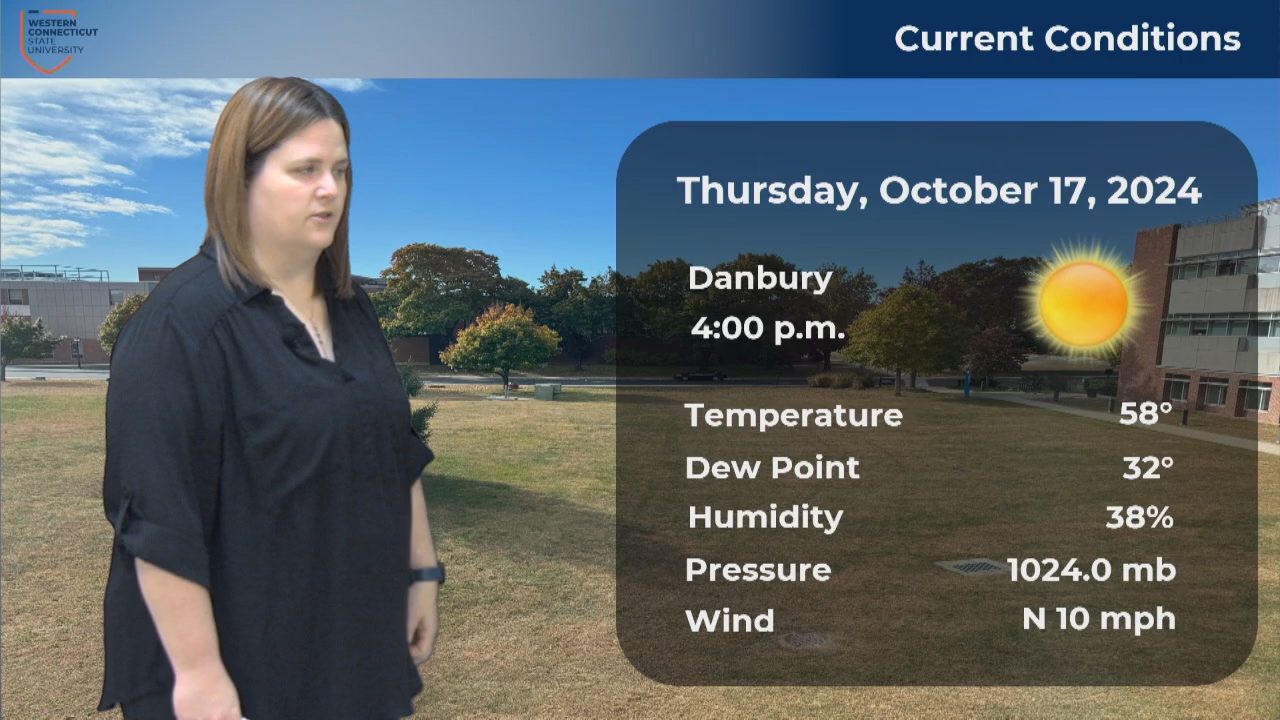 WESTERN
CONNECTICUT
STATE
UNIVERSITY
Current Conditions
Thursday, October 17, 2024
Danbury
4:00 p.m.
Temperature 58°
Dew Point 32°
Humidity 38%
Pressure 1024.0 mb
Wind N 10 mph